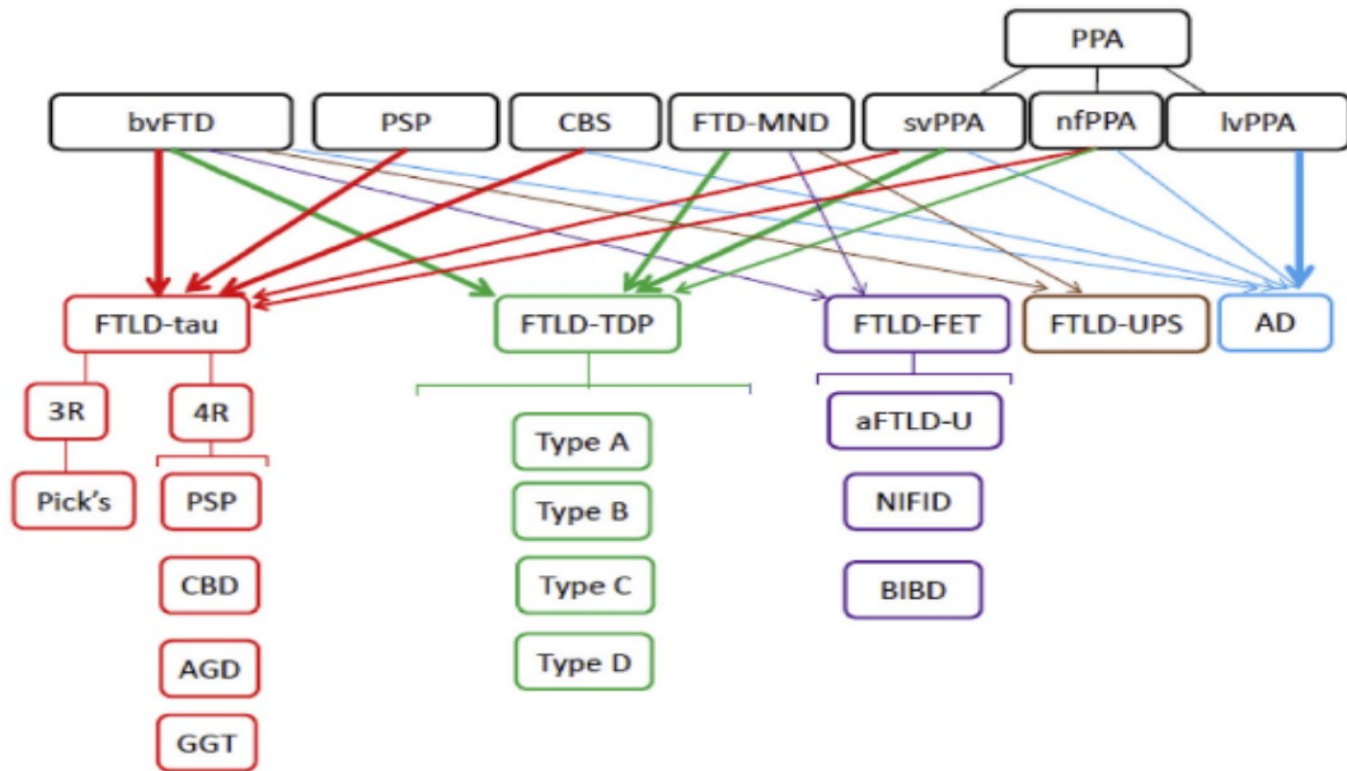 PPA
bvFTD PSP CBS FTD-MND svPPA nfPPA lvPPA
FTLD-tau FTLD-TDP FTLD-FET FTLD-UPS AD
3R 4R aFTLD-U
Type A
Pick's PSP Type B NIFID
CBD Type C BIBD
AGD Type D
GGT